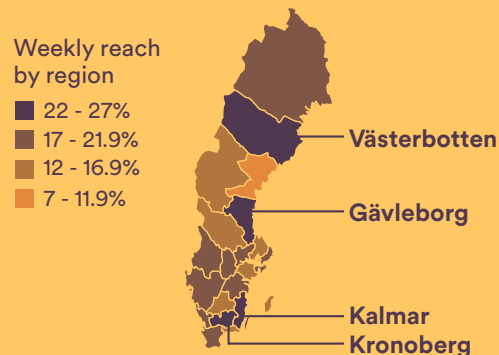 Weekly reach
by region
22 - 27%
17 - 21.9%
12 - 16.9%
7 - 11.9%
Västerbotten
Gävleborg
Kalmar
Kronoberg